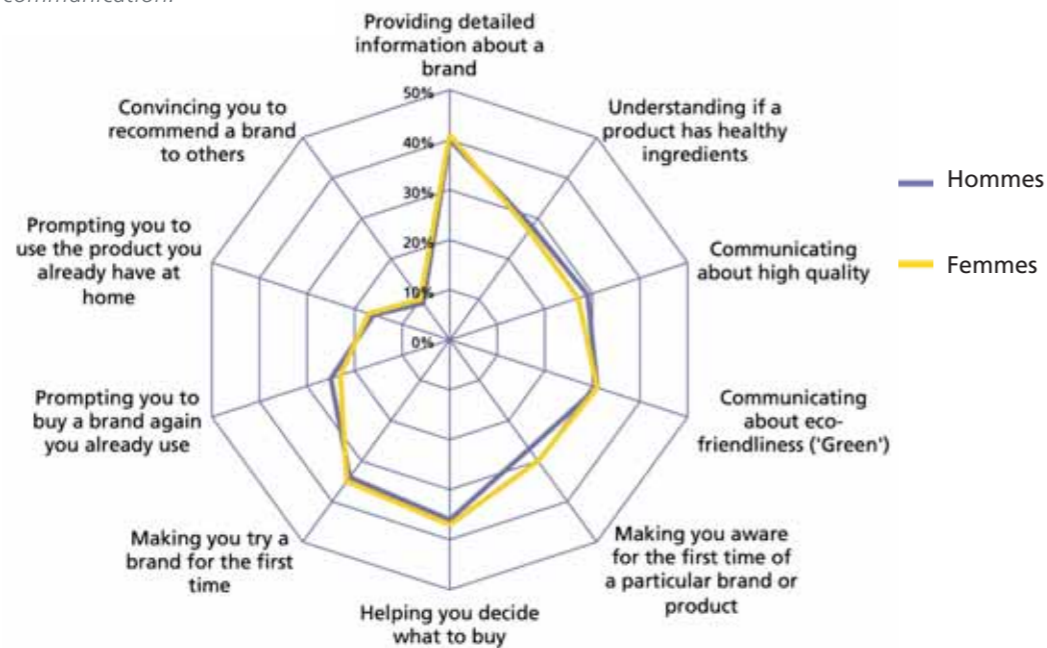 communication.
Providing detailed
information about a
brand
Understanding if a
product has healthy
ingredients
Communicating
about high quality
Communicating
about eco-
friendliness ('Green')
Making you aware
for the first time of
a particular brand or
product
Helping you decide
what to buy
Making you try a
brand for the first
time
Prompting you to
buy a brand again
you already use
Prompting you to
use the product you
already have at
home
Convincing you to
recommend a brand
to others
50%
40%
30%
20%
10%
0%
Hommes
Femmes